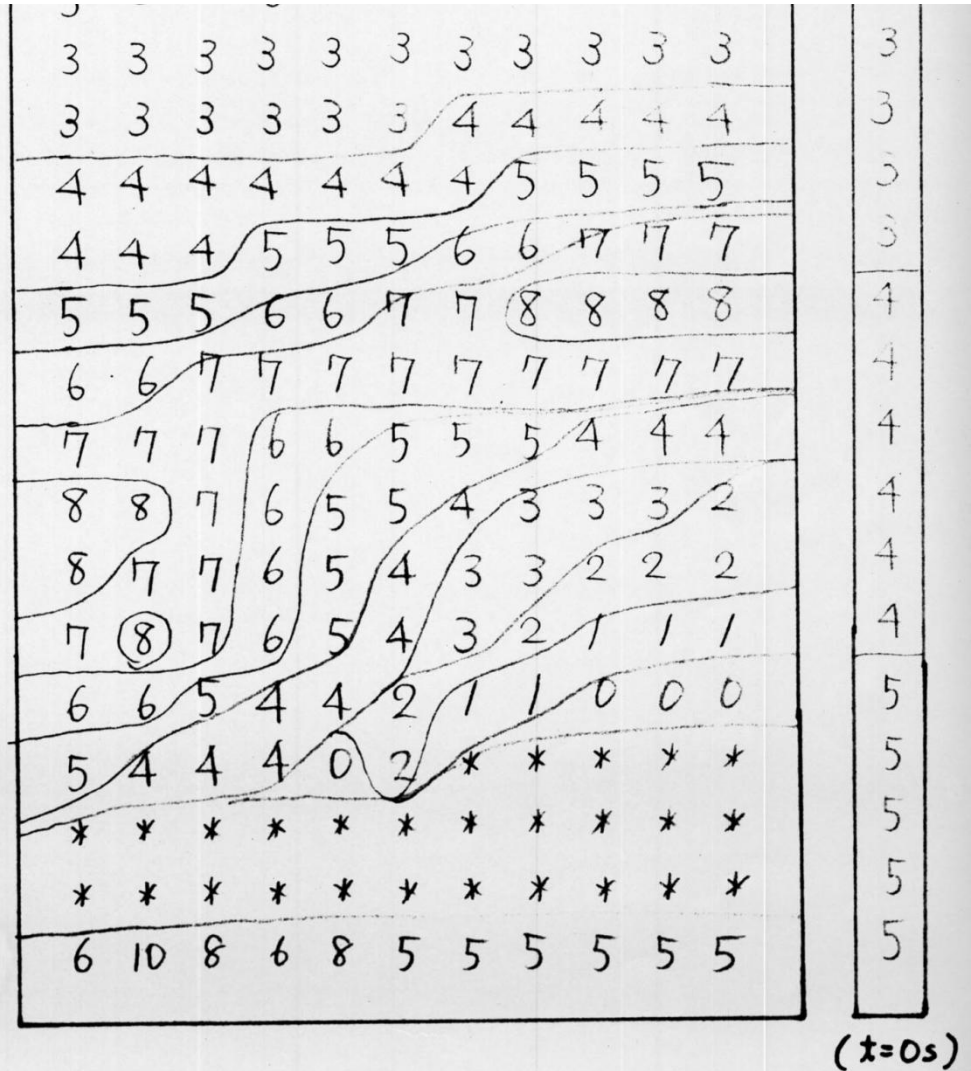 3 3 3 3 3 3 3 3 3 3 3 3
3 3 3 3 3 3 4 4 4 4 4 3
4 4 4 4 4 4 4 5 5 5 5 3
4 4 4 5 5 5 6 6 7 7 7 3
5 5 5 6 6 7 7 8 8 8 8 4
6 6 7 7 7 7 7 7 7 7 7 4
7 7 7 6 6 5 5 5 4 4 4 4
8 8 7 6 5 5 4 3 3 3 2 4
8 7 7 6 5 4 3 3 2 2 2 4
7 8 7 6 5 4 3 2 1 1 1 4
6 6 5 4 4 2 1 1 0 0 0 5
5 4 4 4 0 2 * * * * * 5
* * * * * * * * * * * 5
* * * * * * * * * * * 5
6 10 8 6 8 5 5 5 5 5 5 5
(t=0s)